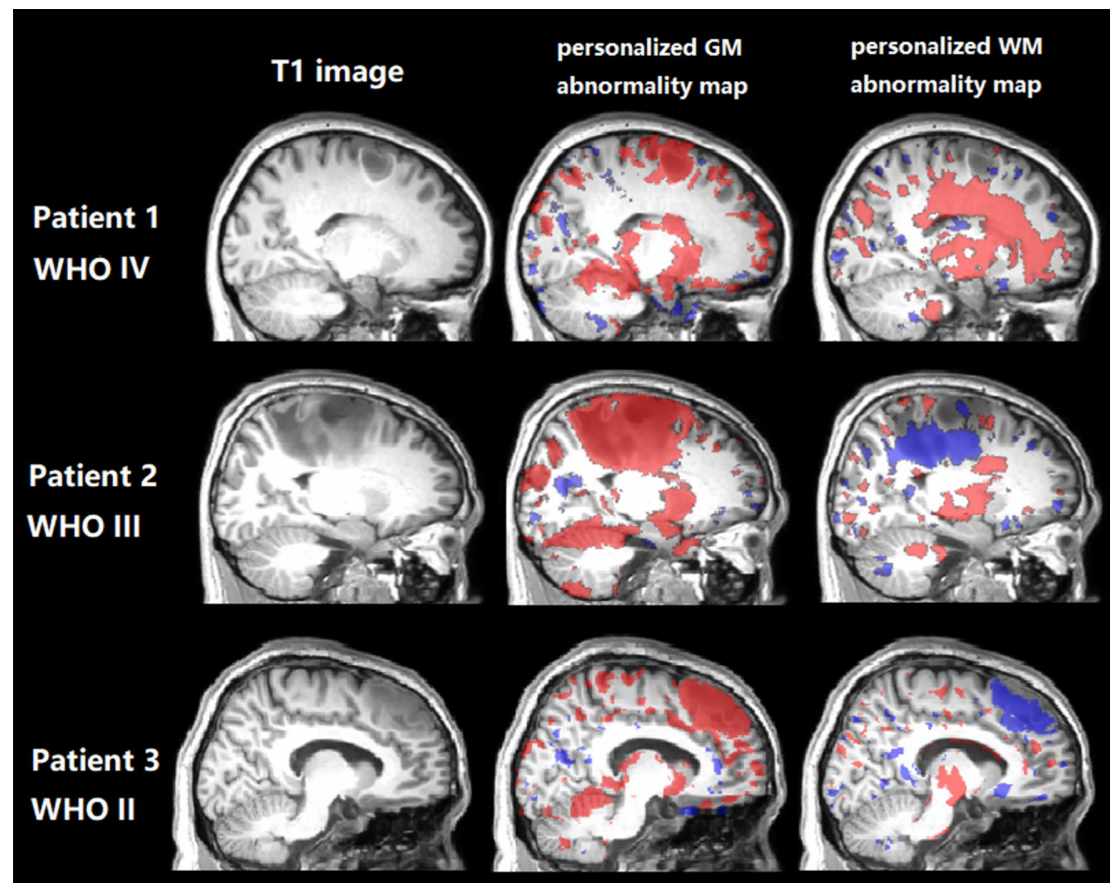 T1 image
personalized GM
abnormality map
personalized WM
abnormality map
Patient 1
WHO IV
Patient 2
WHO III
Patient 3
WHO II